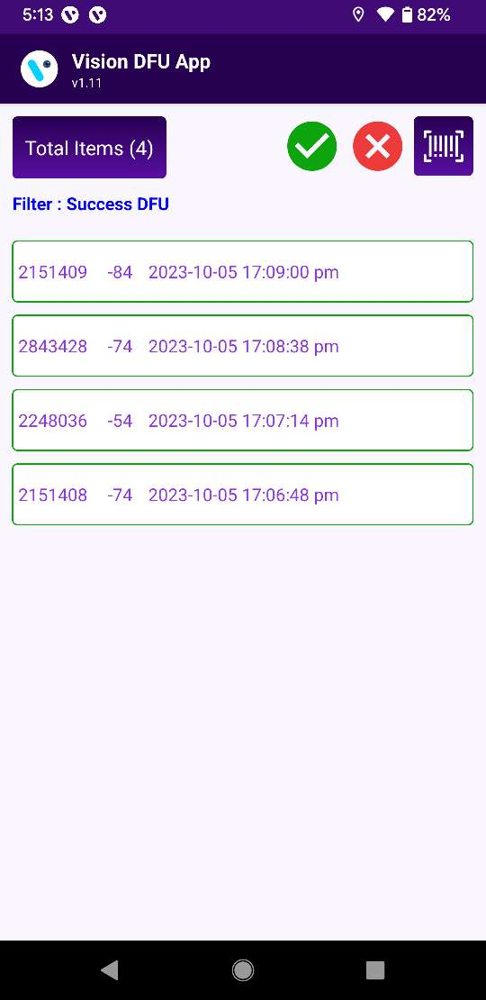 5:13 82%
Vision DFU App
v1.11
Total Items (4)
Filter : Success DFU
2151409 -84 2023-10-05 17:09:00 pm
2843428 -74 2023-10-05 17:08:38 pm
2248036 -54 2023-10-05 17:07:14 pm
2151408 -74 2023-10-05 17:06:48 pm